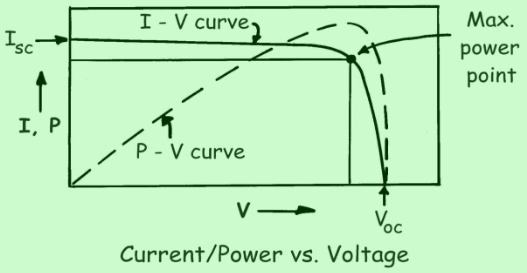 I - V curve
Max.
power
point
Isc
I, P
P - V curve
V
Voc
Current/Power vs. Voltage